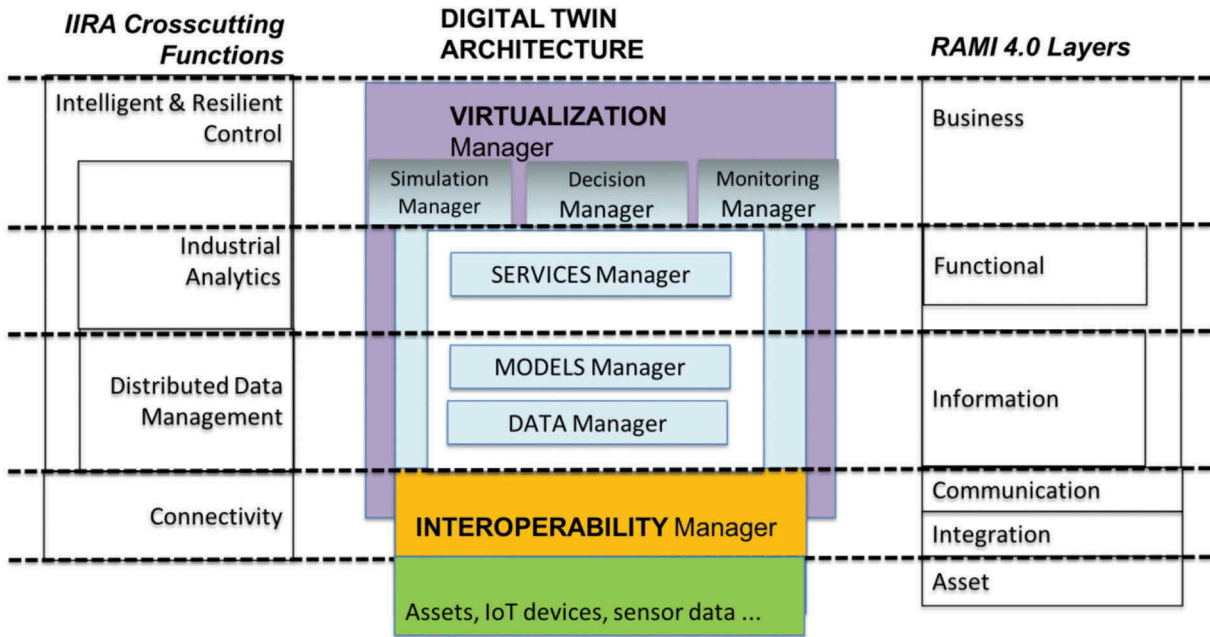 IIRA Crosscutting
Functions
Intelligent & Resilient
Control
Industrial
Analytics
Distributed Data
Management
Connectivity
DIGITAL TWIN
ARCHITECTURE
VIRTUALIZATION
Manager
Simulation
Manager
Decision
Manager
Monitoring
Manager
SERVICES Manager
MODELS Manager
DATA Manager
INTEROPERABILITY Manager
Assets, IoT devices, sensor data ...
RAMI 4.0 Layers
Business
Functional
Information
Communication
Integration
Asset